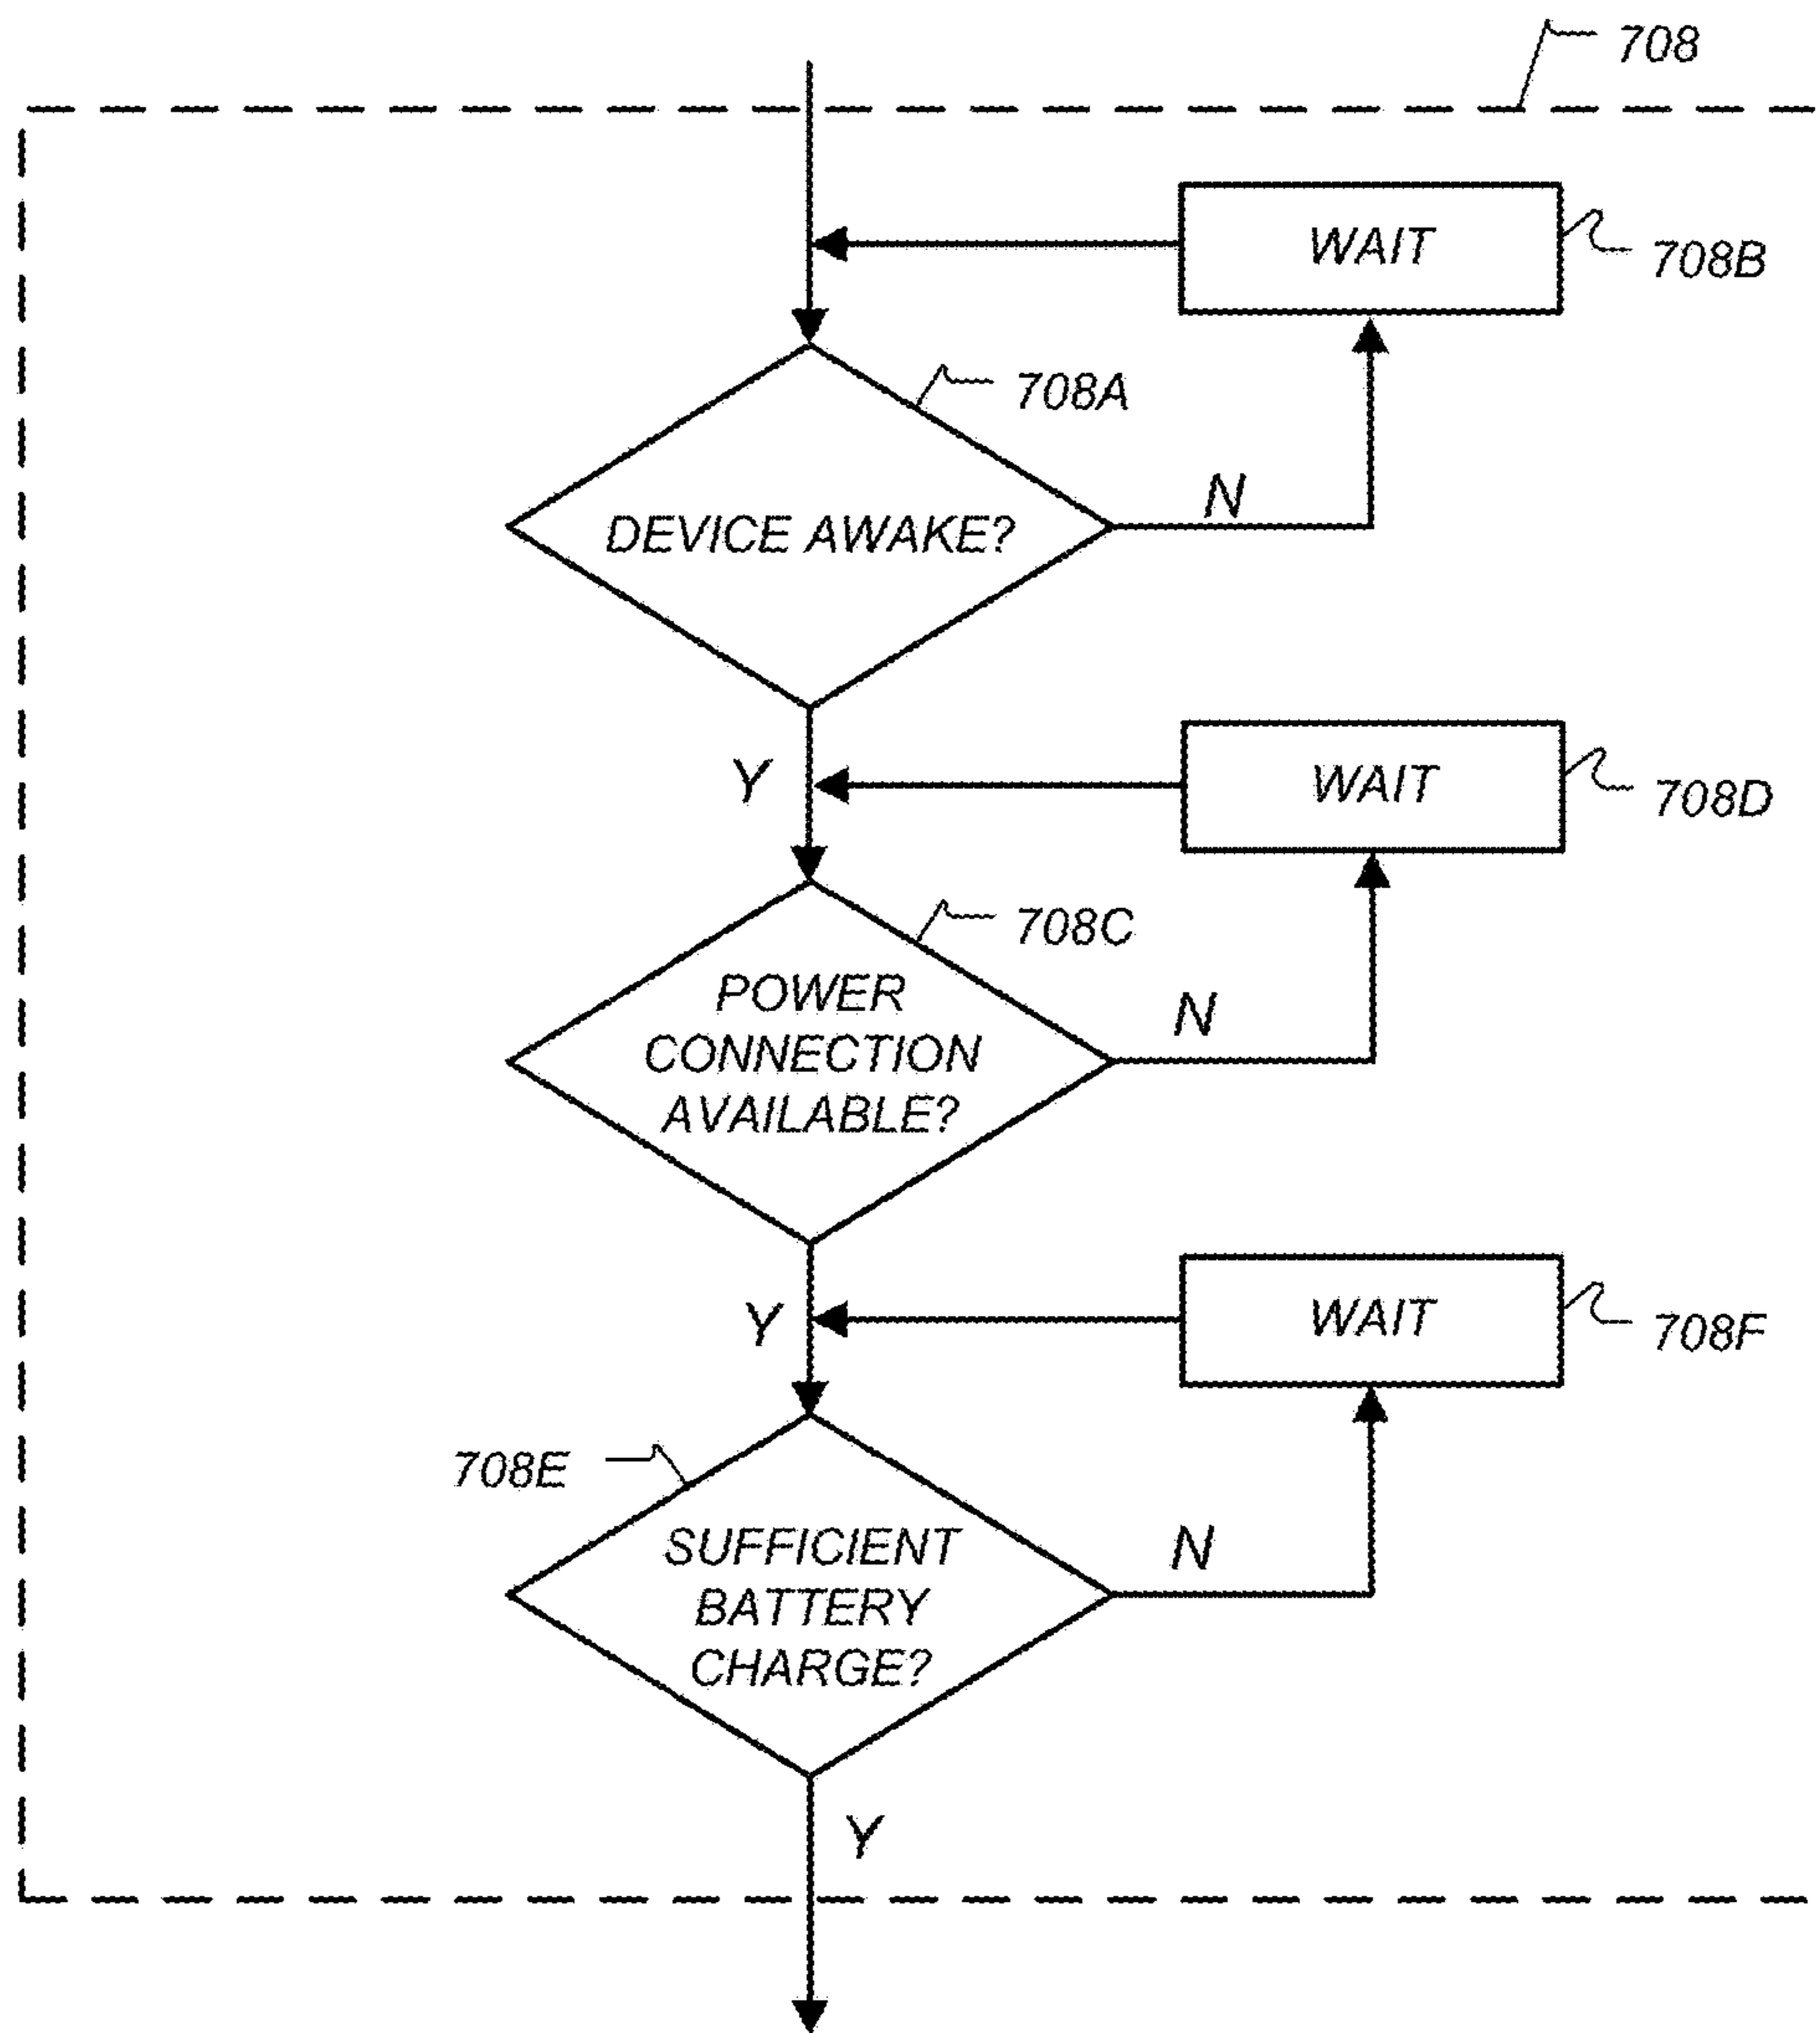 708
WAIT
708B
708A
N
DEVICE AWAKE?
Y
WAIT
708D
708C
POWER
CONNECTION
AVAILABLE?
N
Y
WAIT
708F
708E
SUFFICIENT
BATTERY
CHARGE?
N
Y